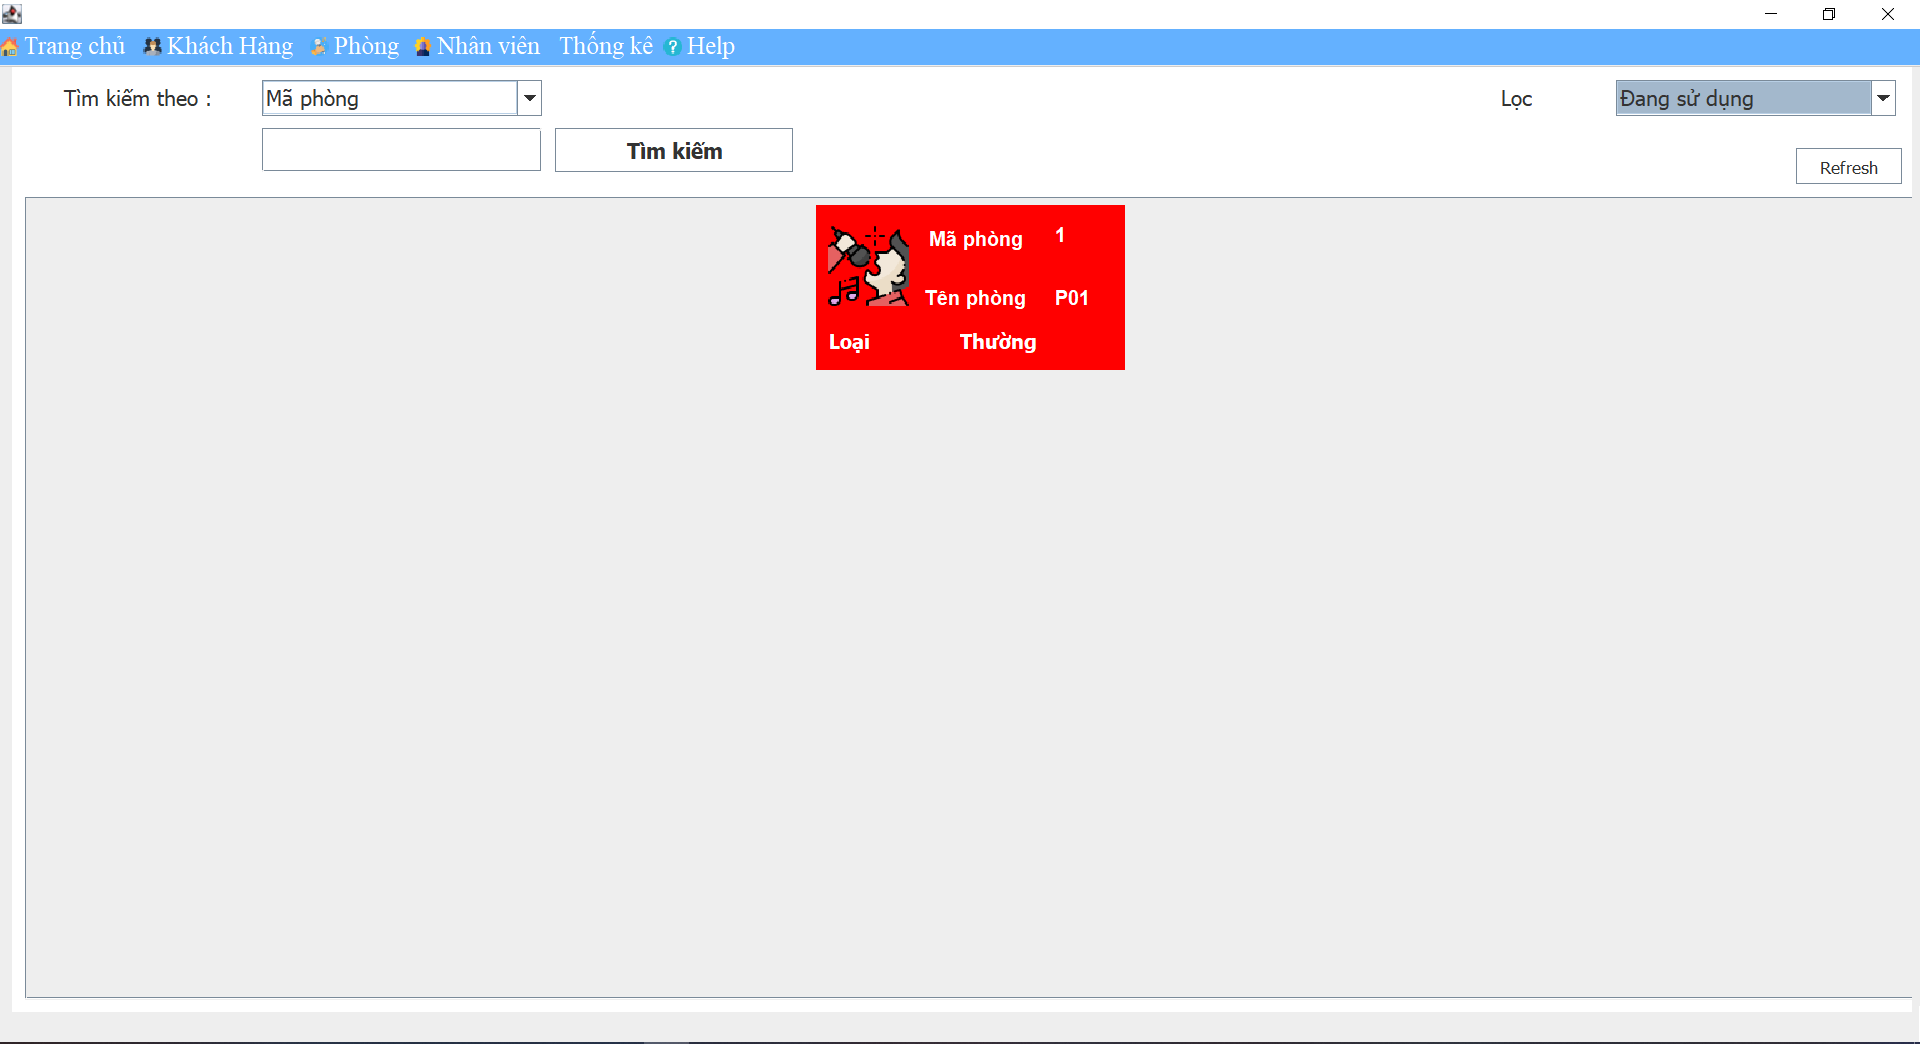 Trang chủ Khách Hàng Phòng Nhân viên Thống kê Help
Tìm kiếm theo : Mã phòng Lọc Đang sử dụng
Tìm kiếm
Refresh
Mã phòng 1
Tên phòng P01
Loại Thường